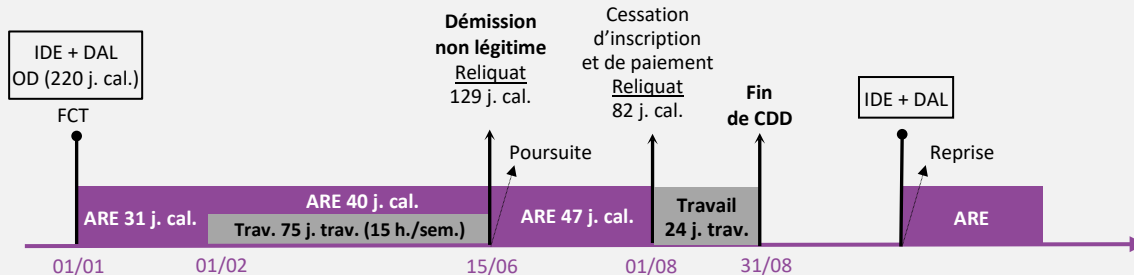 IDE + DAL
OD (220 j. cal.)
FCT
Démission
non légitime
Reliquat
129 j. cal.
Cessation
d’inscription
et de paiement
Reliquat
82 j. cal.
Fin
de CDD
IDE + DAL
Poursuite
Reprise
ARE 31 j. cal.
ARE 40 j. cal.
Trav. 75 j. trav. (15 h./sem.)
ARE 47 j. cal.
Travail
24 j. trav.
ARE
01/01
01/02
15/06
01/08
31/08